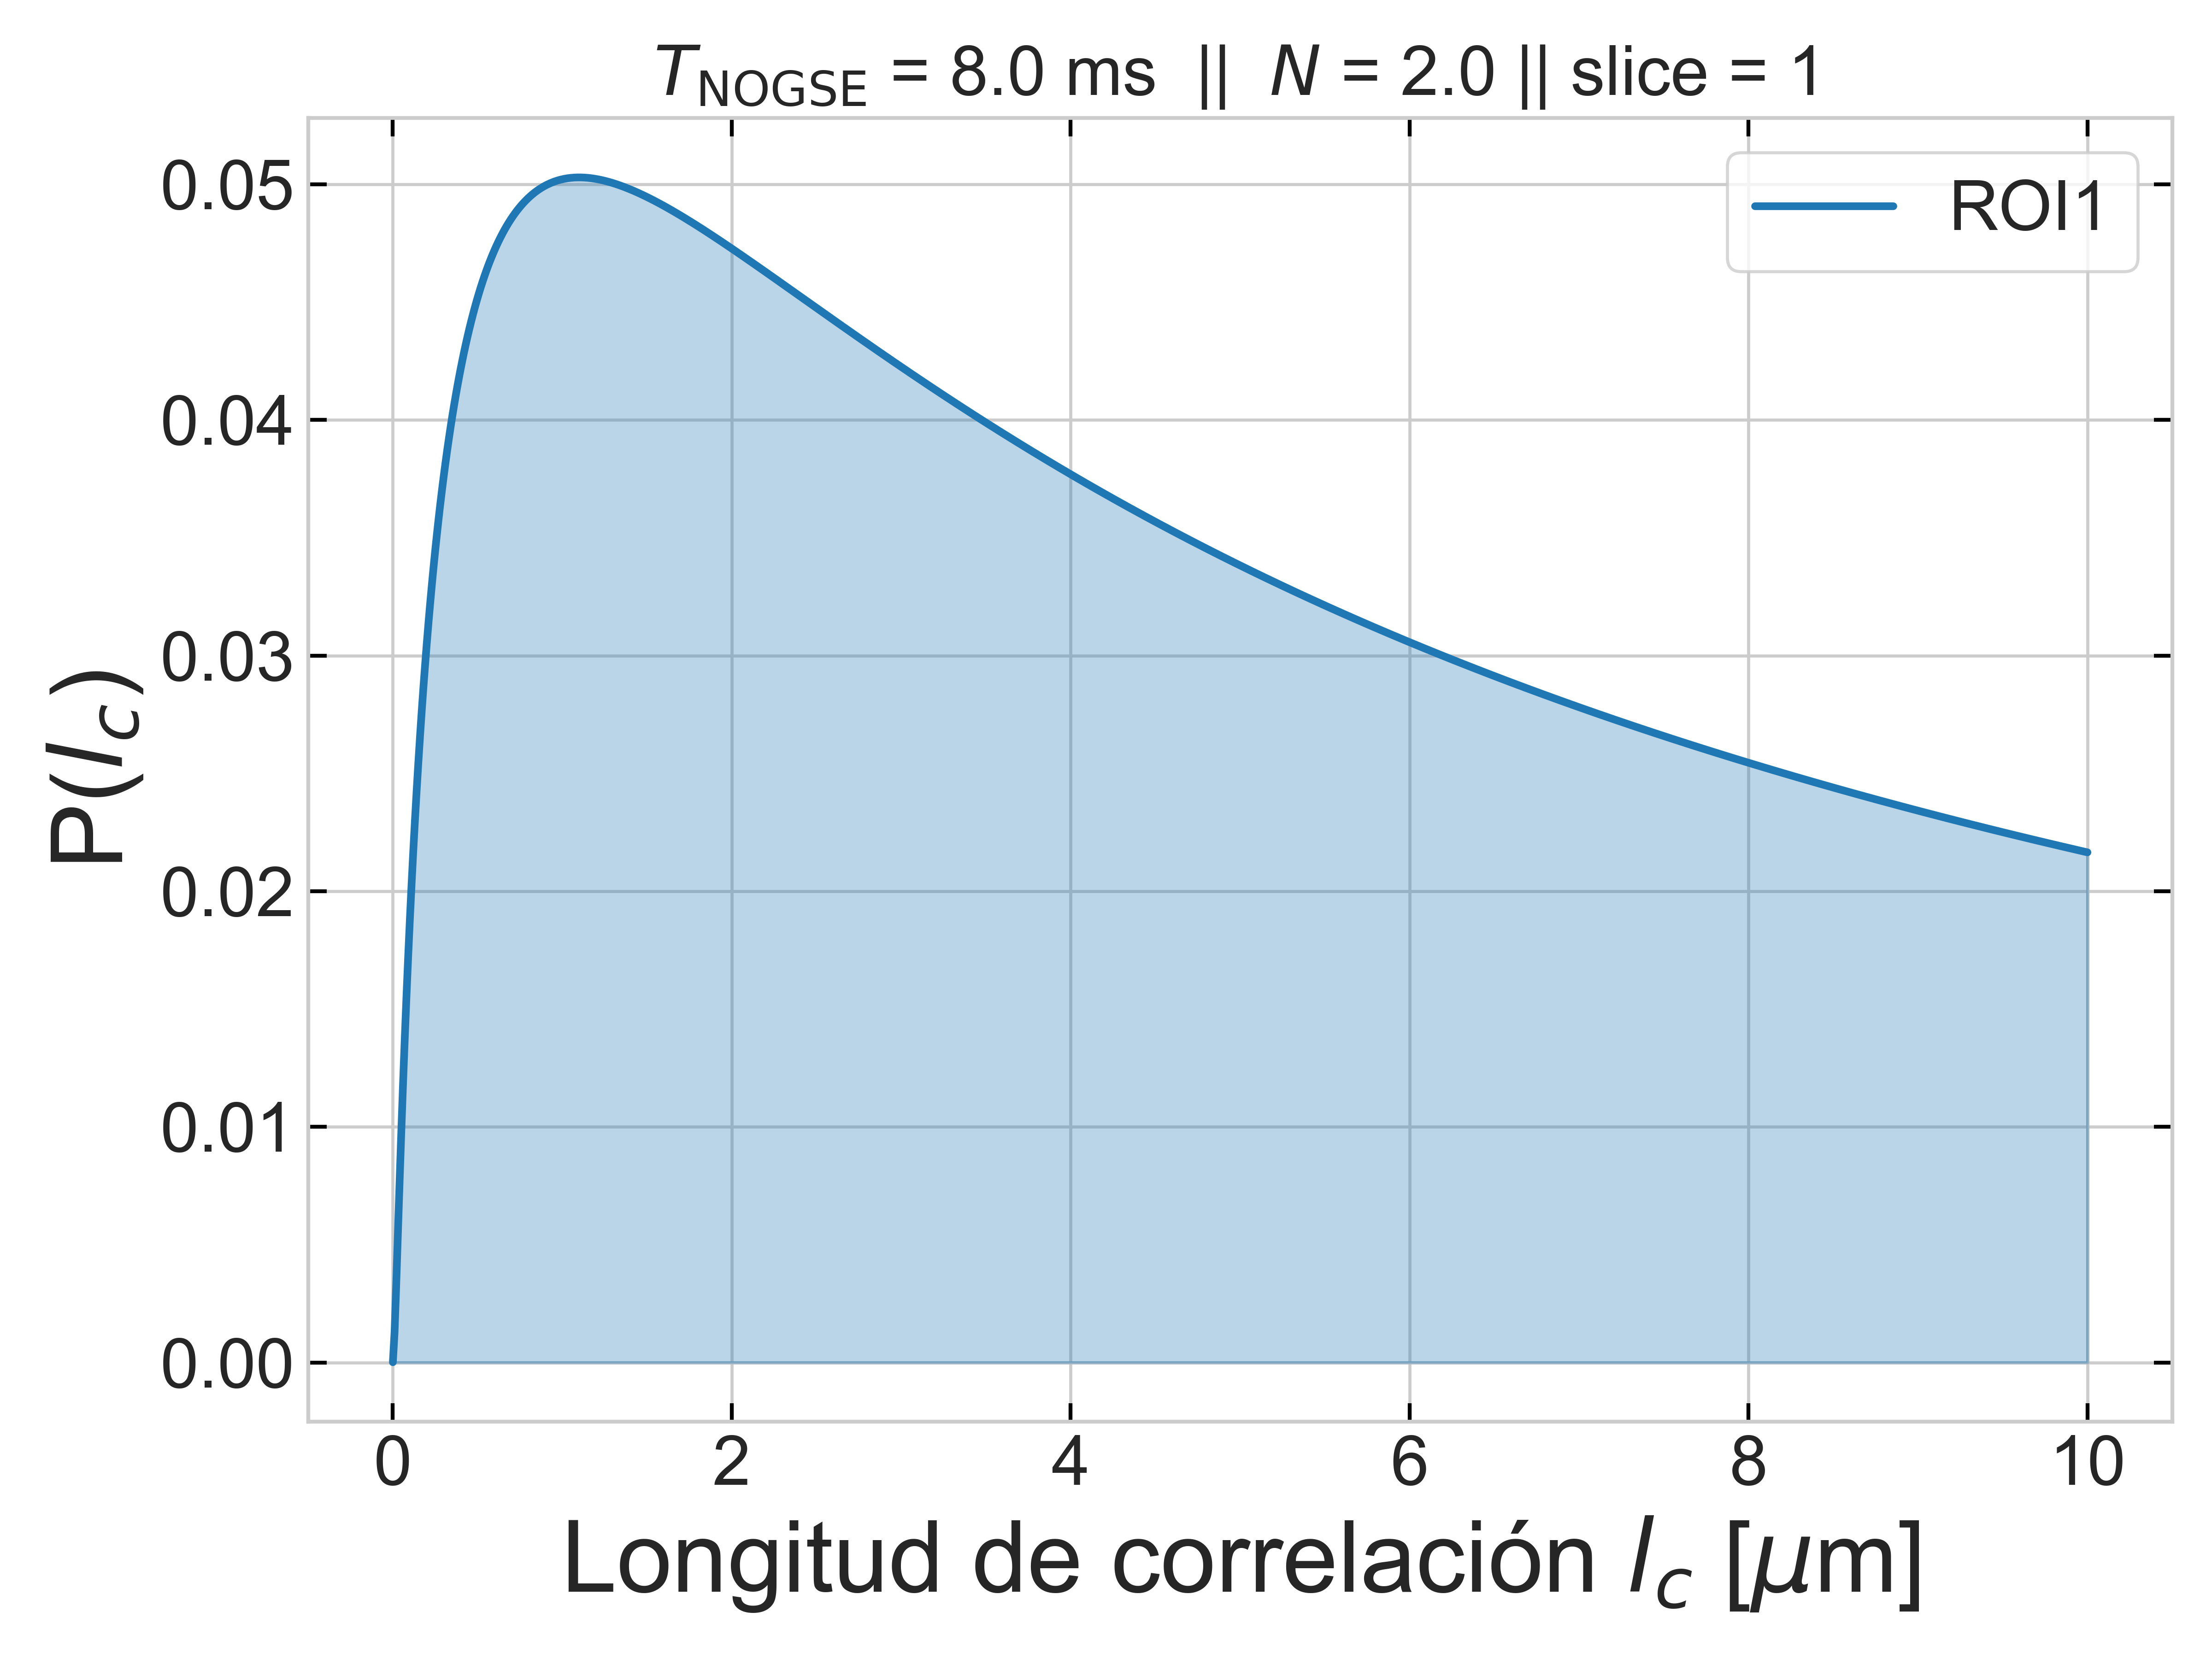 T_NOGSE = 8.0 ms || N = 2.0 || slice = 1
ROI1
P(l_c)
0.05
0.04
0.03
0.02
0.01
0.00
0 2 4 6 8 10
Longitud de correlación l_c [μm]